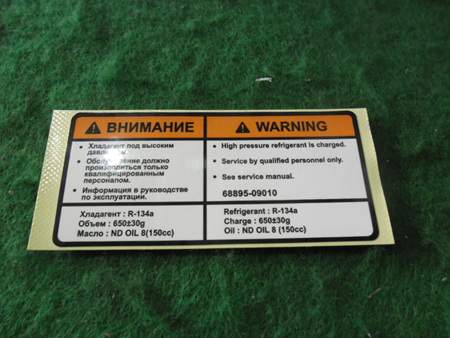 ВНИМАНИЕ
• Хладагент под высоким
давлением.
• Обслуживание должно
производиться только
квалифицированным
персоналом.
• Информация в руководстве
по эксплуатации.
Хладагент : R-134a
Объем : 650±30g
Масло : ND OIL 8(150cc)
WARNING
• High pressure refrigerant is charged.
• Service by qualified personnel only.
• See service manual.
68895-09010
Refrigerant : R-134a
Charge : 650±30g
Oil : ND OIL 8 (150cc)